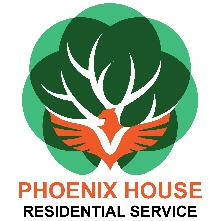 PHOENIX HOUSE
RESIDENTIAL SERVICE